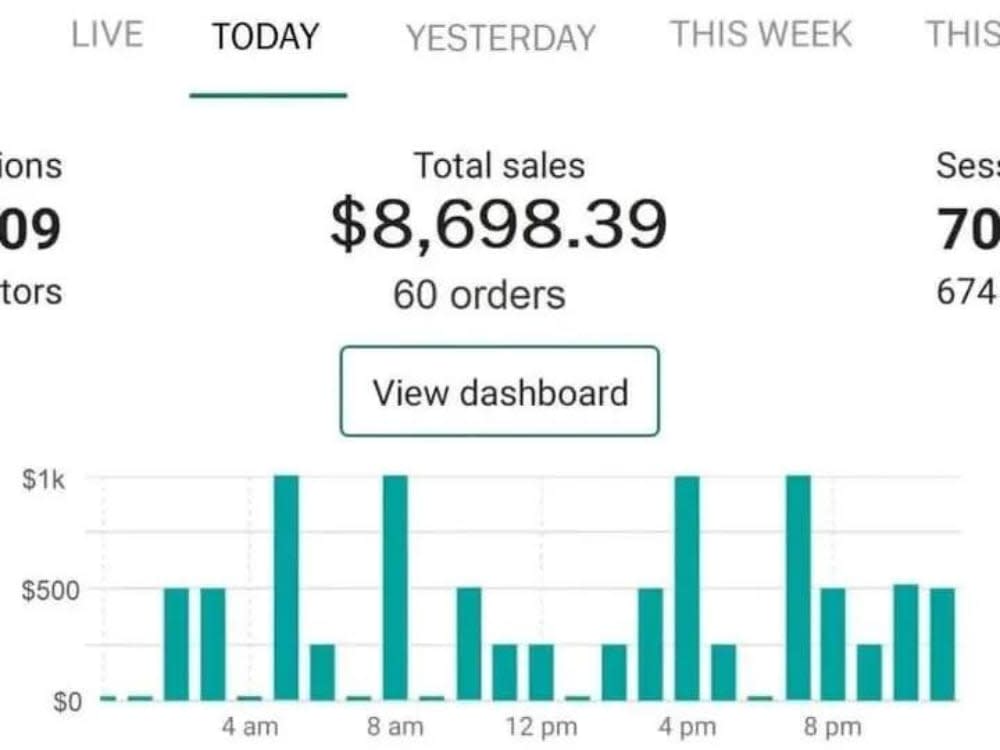 LIVE TODAY YESTERDAY THIS WEEK THIS
ions Total sales Sess
09 $8,698.39 70
tors 60 orders 674
View dashboard
$1k
$500
$0
4 am 8 am 12 pm 4 pm 8 pm